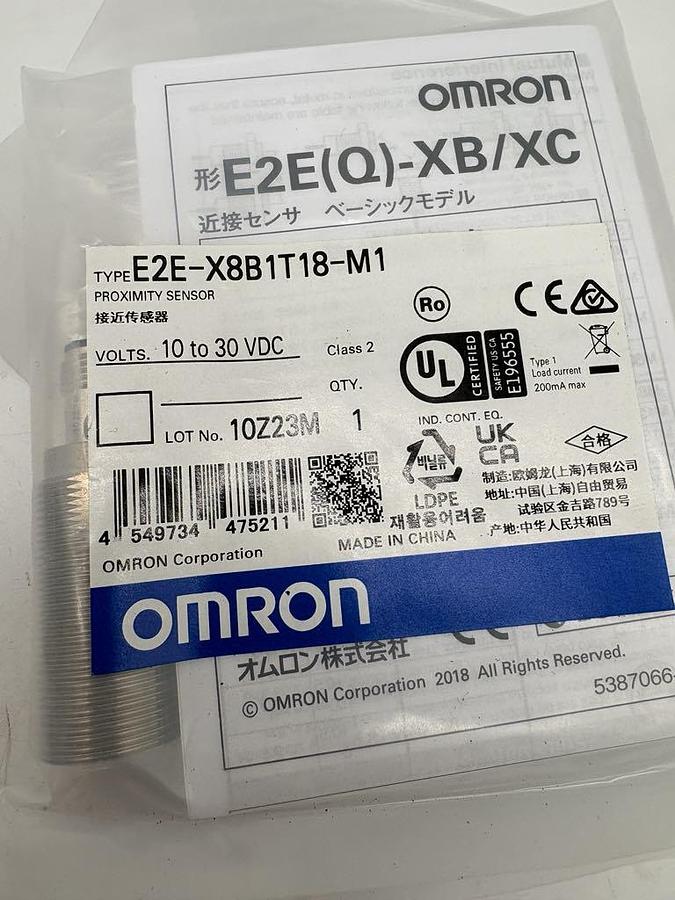 OMRON
形E2E(Q)-XB/XC
近接センサ ベーシックモデル
TYPE E2E-X8B1T18-M1
PROXIMITY SENSOR
接近传感器
Ro
CE
VOLTS. 10 to 30 VDC
Class 2
UL
CERTIFIED
SAFETY US/CA
E196555
Type 1
Load current
200mA max
QTY.
LOT No. 10Z23M 1
IND. CONT. EQ.
비닐류
LDPE
재활용어려움
UK
CA
合格
制造:欧姆龙(上海)有限公司
地址:中国(上海)自由贸易
试验区金吉路789号
产地:中华人民共和国
4 549734 475211
OMRON Corporation
MADE IN CHINA
OMRON
オムロン株式会社
© OMRON Corporation 2018 All Rights Reserved.
5387066-